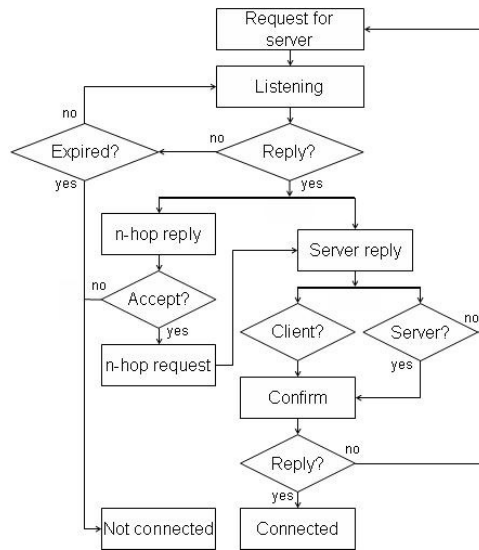 Request for
server
Listening
no
no
Expired?
Reply?
yes
yes
n-hop reply
Server reply
no
Accept?
Client?
Server?
no
yes
yes
n-hop request
Confirm
Reply?
no
yes
Not connected
Connected